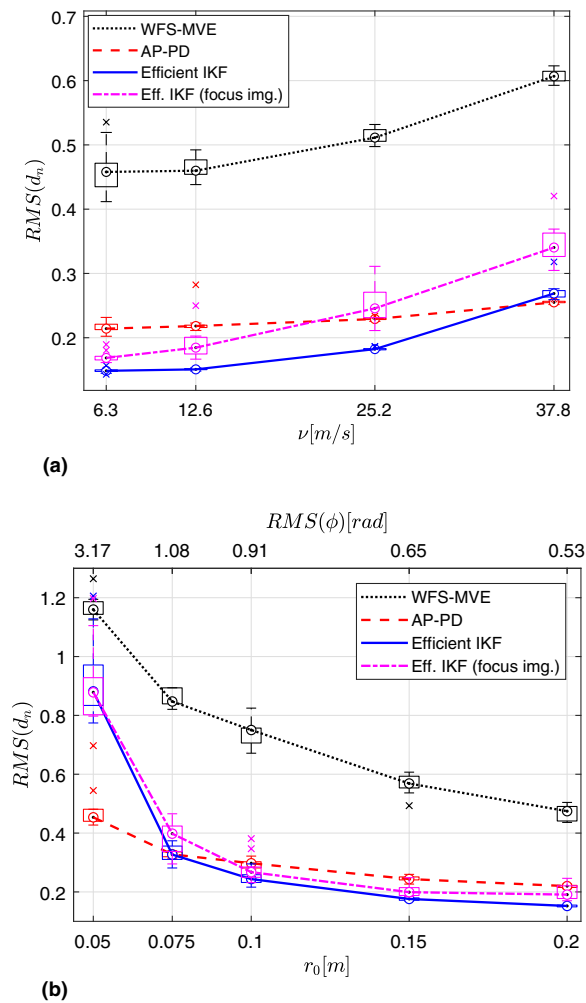 WFS-MVE
AP-PD
Efficient IKF
Eff. IKF (focus img.)
RMS(d_n)
0.7
0.6
0.5
0.4
0.3
0.2
6.3 12.6 25.2 37.8
ν[m/s]
(a)
RMS(ϕ)[rad]
3.17 1.08 0.91 0.65 0.53
WFS-MVE
AP-PD
Efficient IKF
Eff. IKF (focus img.)
RMS(d_n)
1.2
1
0.8
0.6
0.4
0.2
0.05 0.075 0.1 0.15 0.2
r_0[m]
(b)